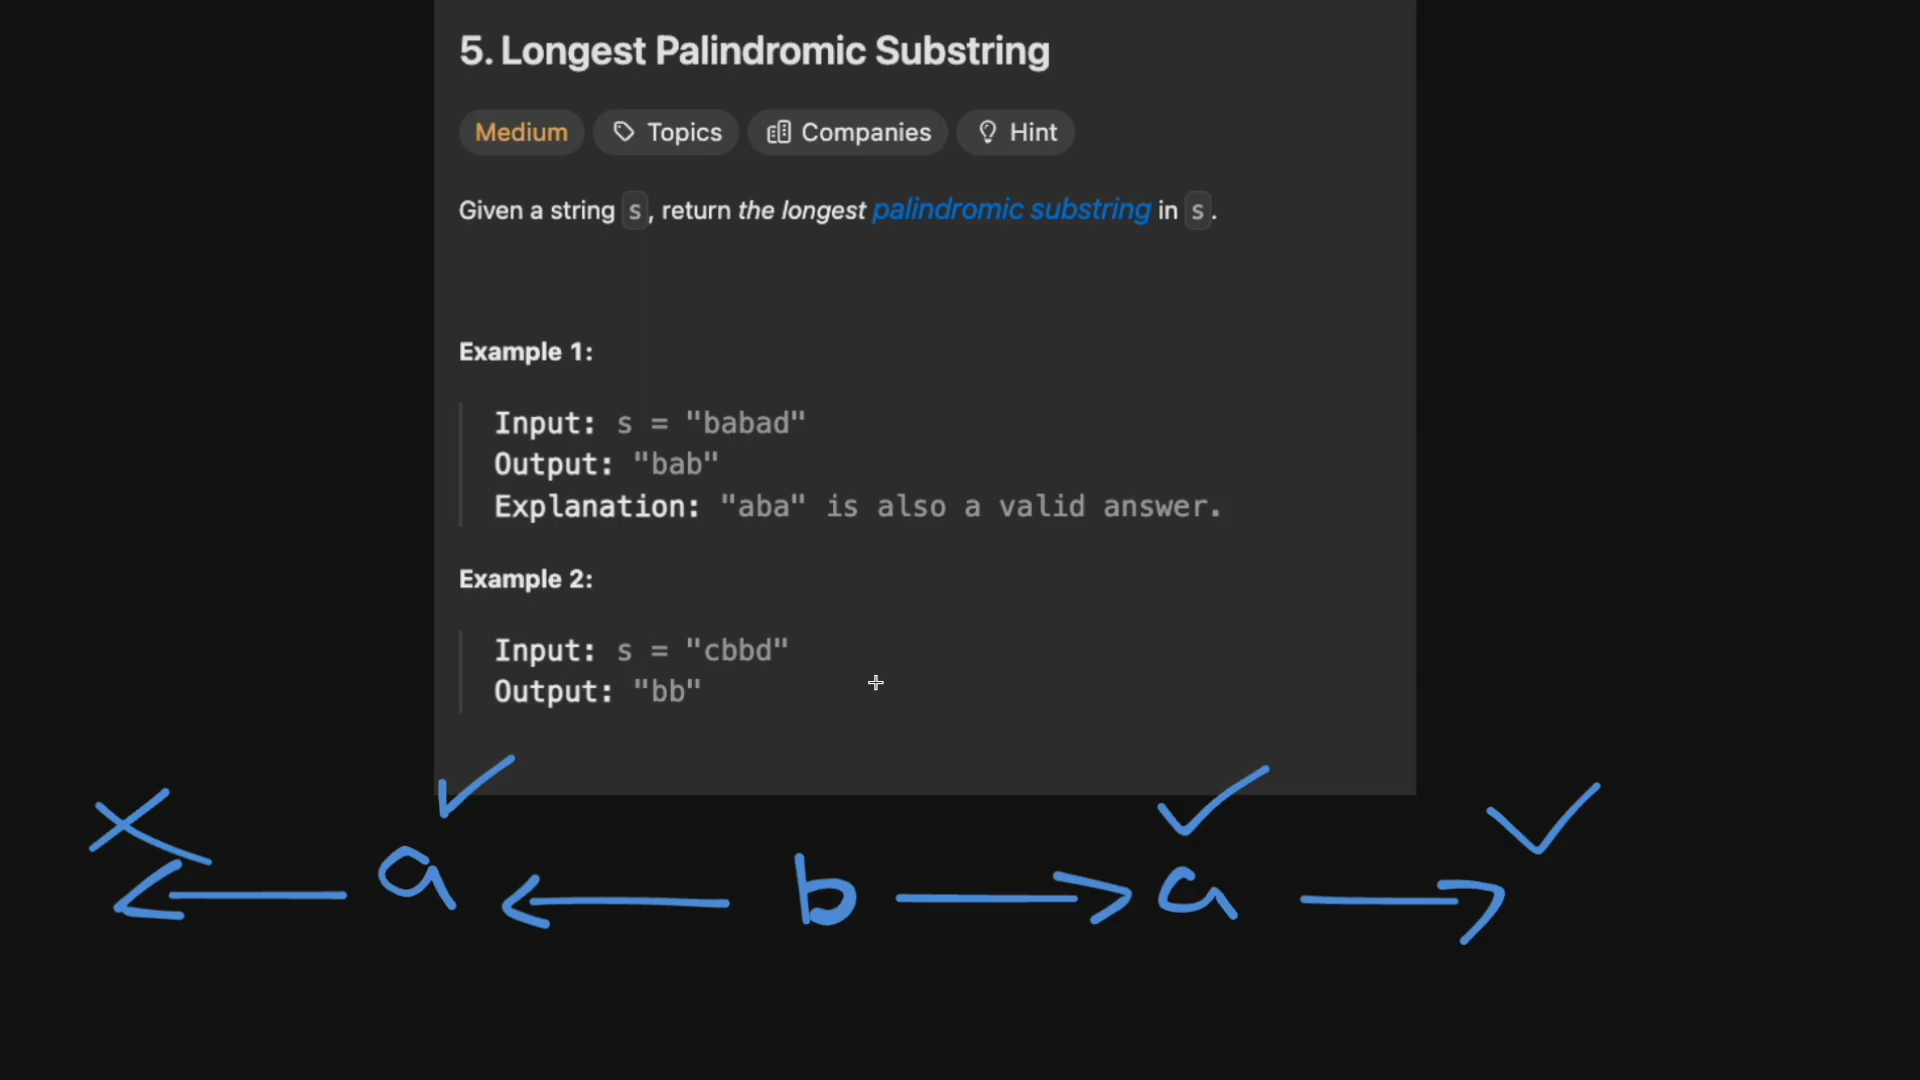 5. Longest Palindromic Substring
Medium Topics Companies Hint
Given a string s, return the longest palindromic substring in s.
Example 1:
Input: s = "babad"
Output: "bab"
Explanation: "aba" is also a valid answer.
Example 2:
Input: s = "cbbd"
Output: "bb"
a b a